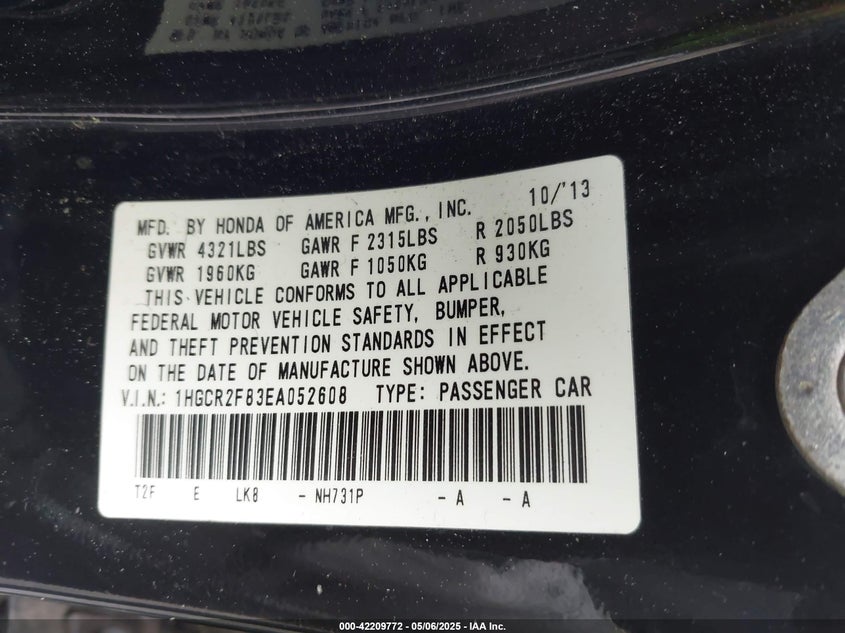 MFD. BY HONDA OF AMERICA MFG., INC. 10/'13
GVWR 4321LBS GAWR F 2315LBS R 2050LBS
GVWR 1960KG GAWR F 1050KG R 930KG
THIS VEHICLE CONFORMS TO ALL APPLICABLE
FEDERAL MOTOR VEHICLE SAFETY, BUMPER,
AND THEFT PREVENTION STANDARDS IN EFFECT
ON THE DATE OF MANUFACTURE SHOWN ABOVE.
V.I.N.: 1HGCR2F83EA052608 TYPE: PASSENGER CAR
T2F E LK8 - NH731P - A - A
000-42209772 - 05/06/2025 - IAA Inc.